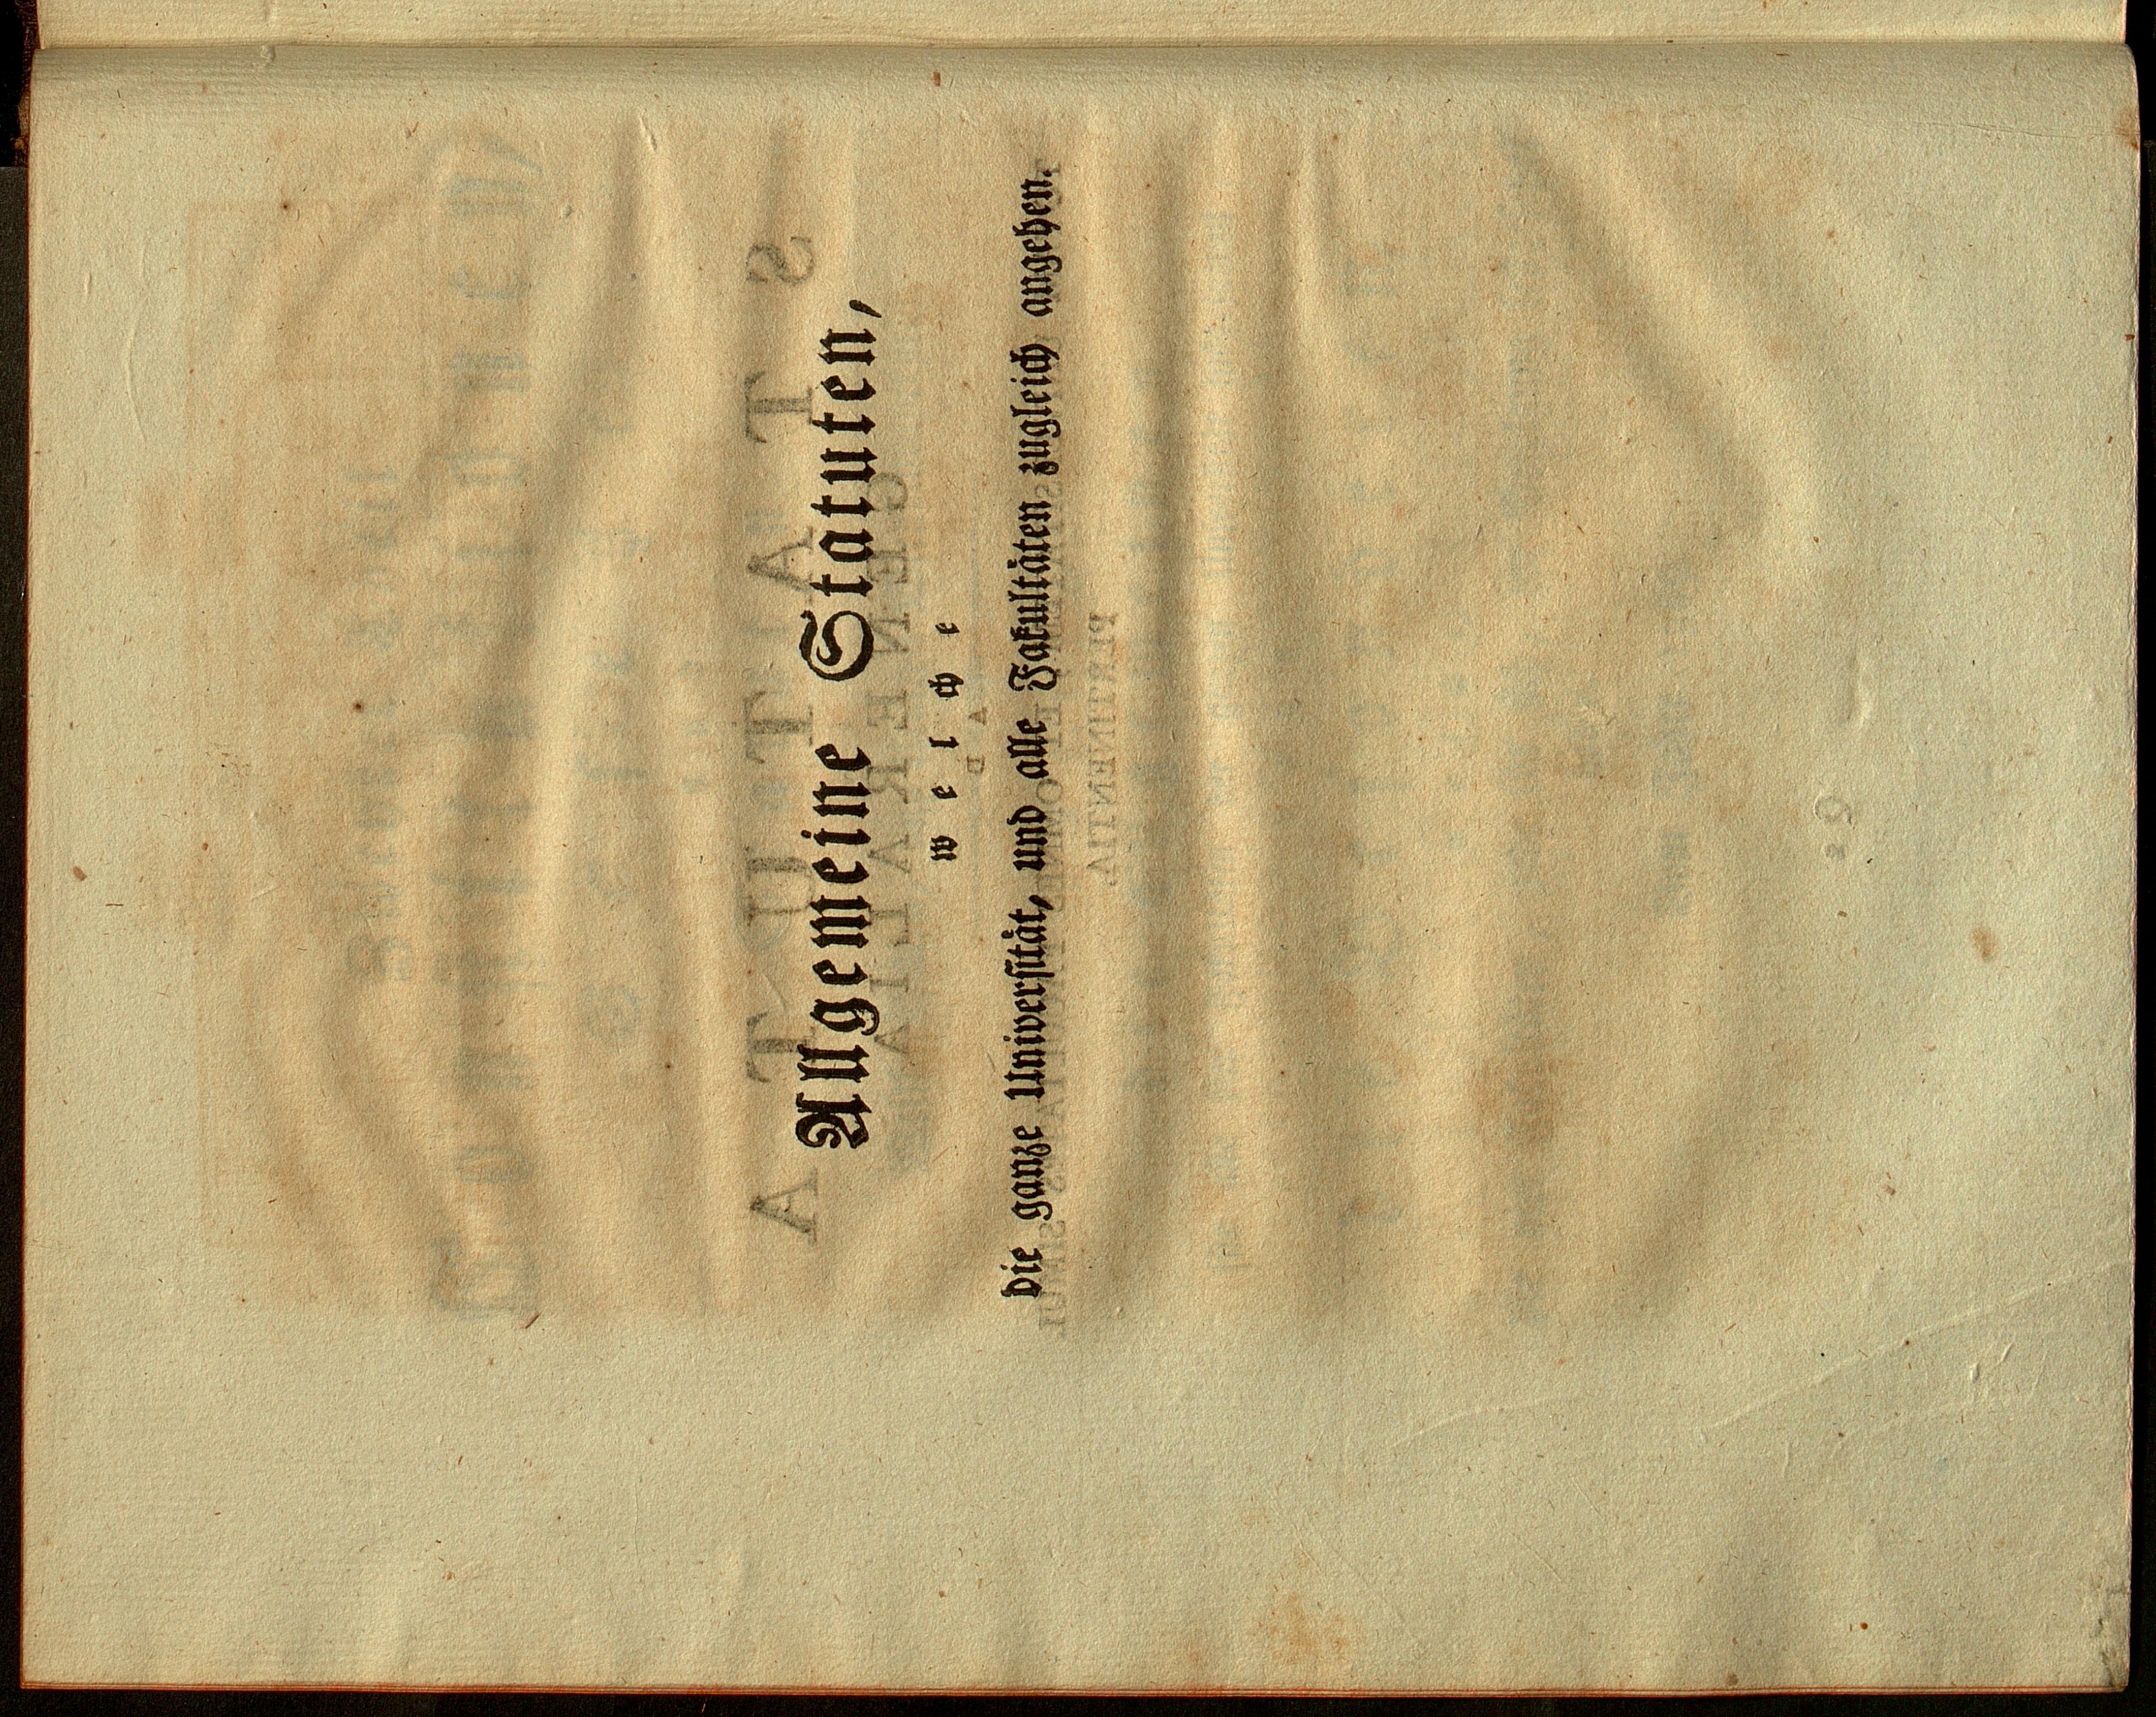 Allgemeine Statuten,
welche
die ganze Universität, und alle Fakultäten zugleich angehen.